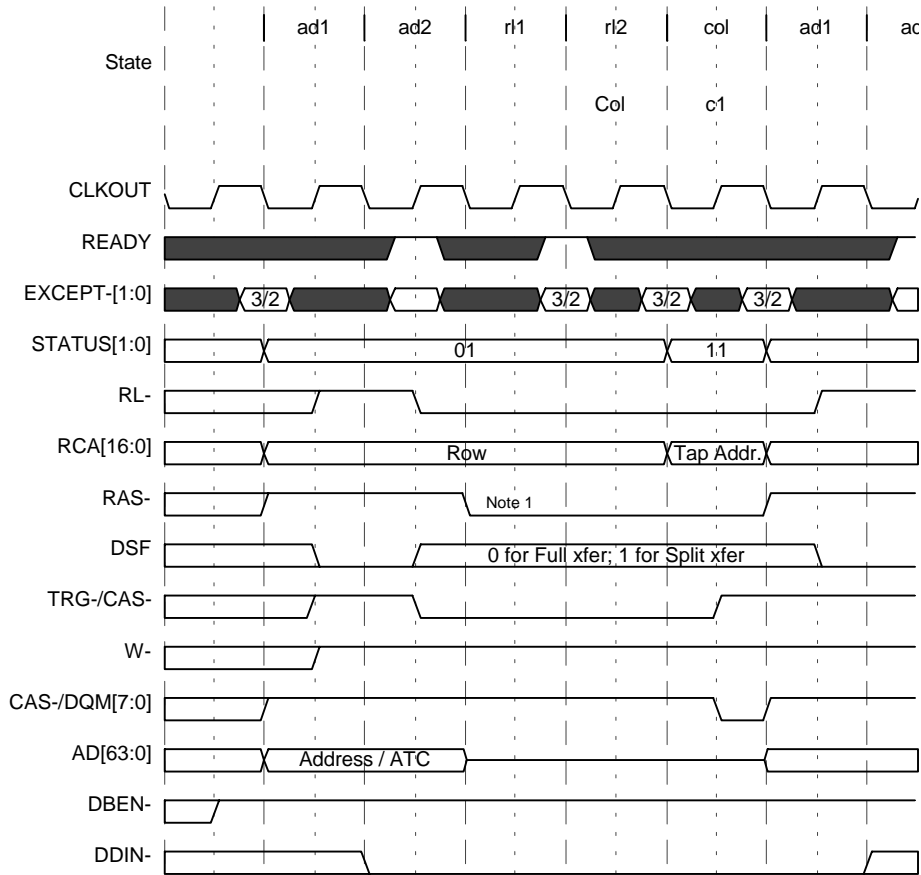 ad1 ad2 rl1 rl2 col ad1 ad
State
Col c1
CLKOUT
READY
EXCEPT-[1:0] 3/2 3/2 3/2 3/2
STATUS[1:0] 01 11
RL-
RCA[16:0] Row Tap Addr.
RAS- Note 1
DSF 0 for Full xfer; 1 for Split xfer
TRG-/CAS-
W-
CAS-/DQM[7:0]
AD[63:0] Address / ATC
DBEN-
DDIN-